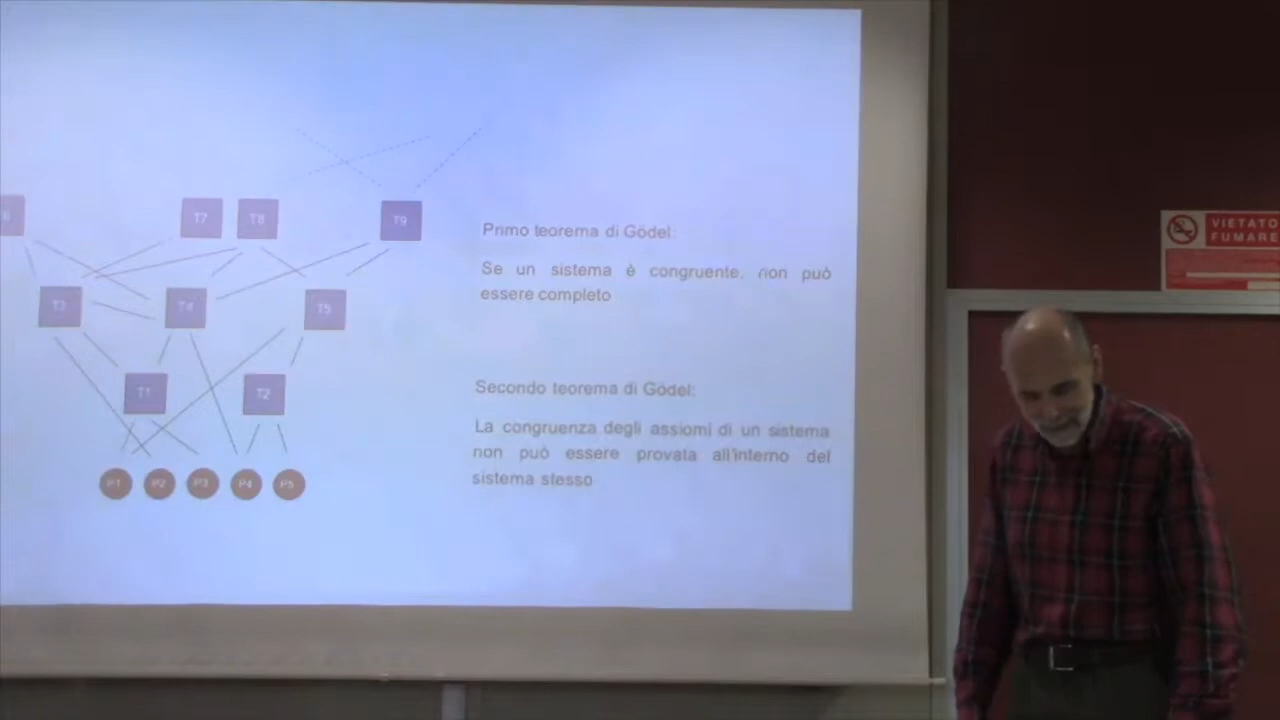 6
T7
T8
T9
T3
T4
T5
T1
T2
P1
P2
P3
P4
P5
Primo teorema di Gödel:
Se un sistema è congruente, non può
essere completo
Secondo teorema di Gödel:
La congruenza degli assiomi di un sistema
non può essere provata all'interno del
sistema stesso
VIETATO
FUMARE